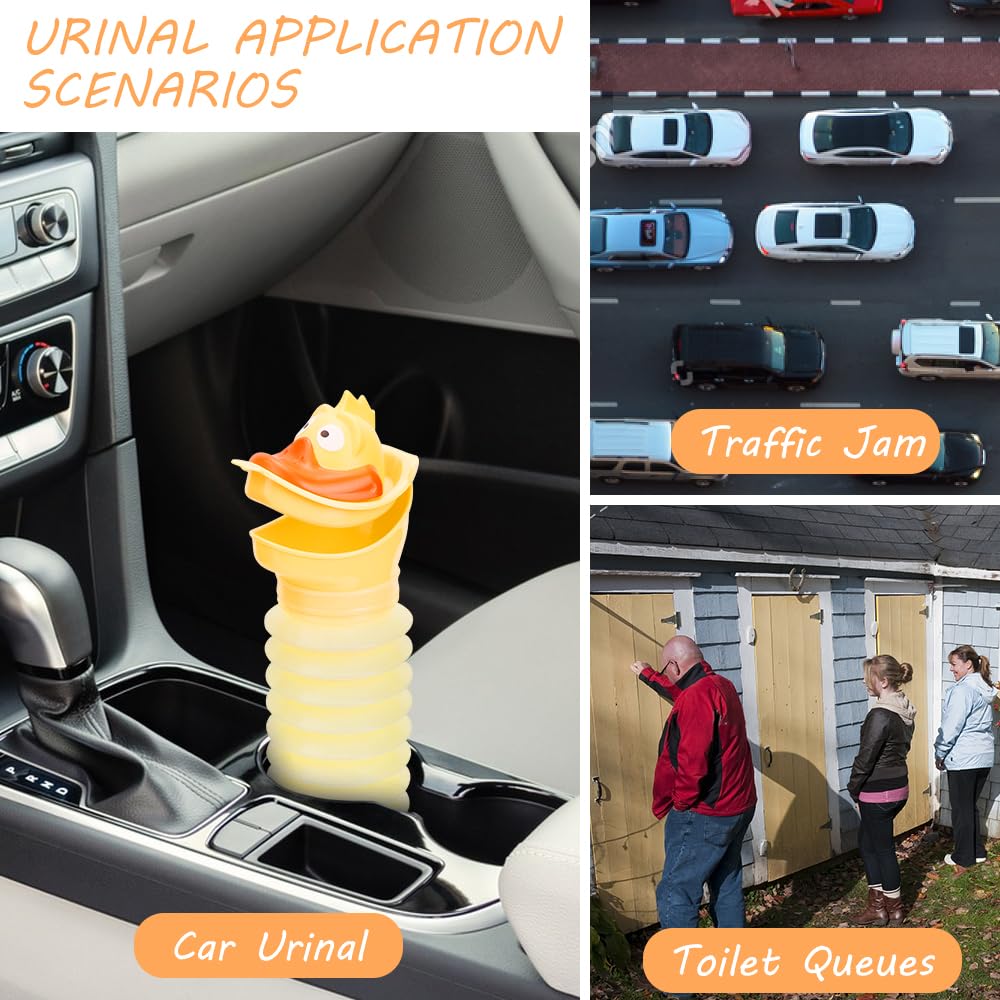 URINAL APPLICATION
SCENARIOS
Traffic Jam
P R N D
Car Urinal
Toilet Queues